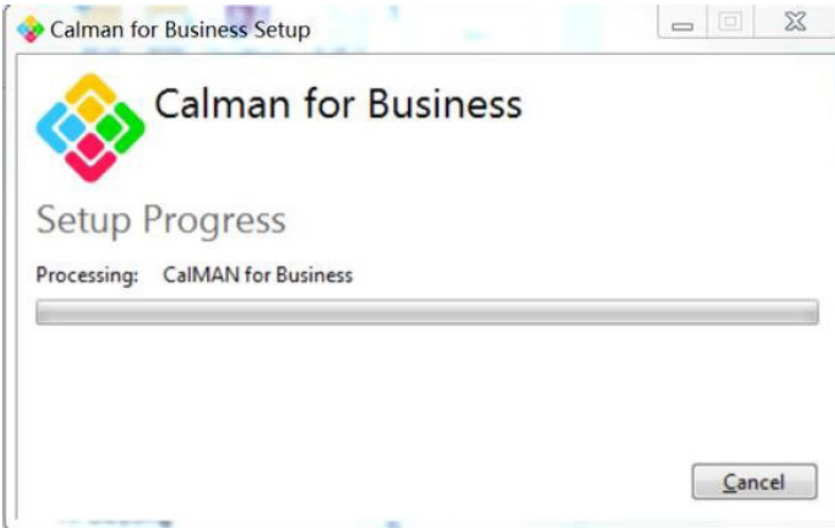 Calman for Business Setup
Calman for Business
Setup Progress
Processing: CalMAN for Business
Cancel